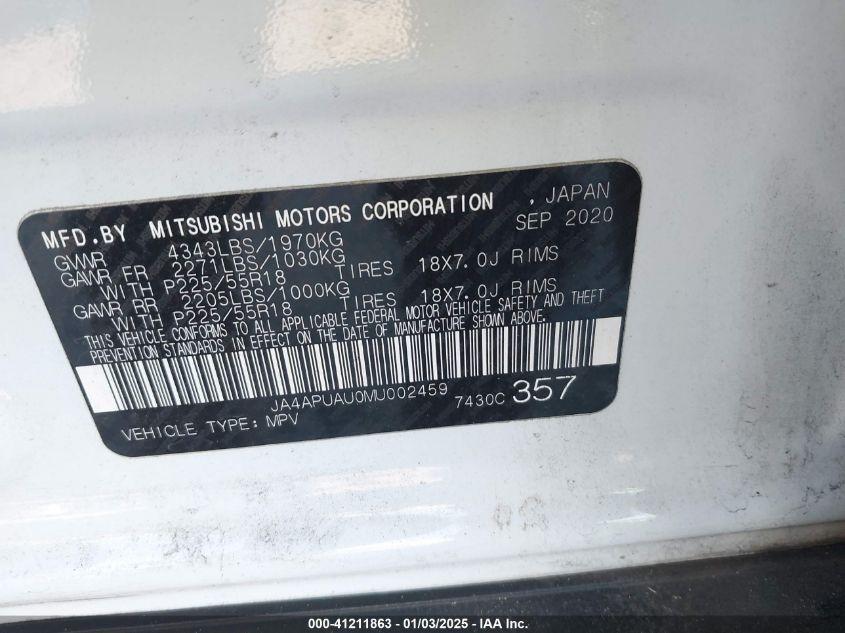 MFD.BY MITSUBISHI MOTORS CORPORATION , JAPAN
SEP 2020
GVWR 4343LBS/1970KG
GAWR FR 2271LBS/1030KG
WITH P225/55R18 TIRES 18X7.0J RIMS
GAWR RR 2205LBS/1000KG
WITH P225/55R18 TIRES 18X7.0J RIMS
THIS VEHICLE CONFORMS TO ALL APPLICABLE FEDERAL MOTOR VEHICLE SAFETY AND THEFT
PREVENTION STANDARDS IN EFFECT ON THE DATE OF MANUFACTURE SHOWN ABOVE.
JA4APUAU0MU002459 7430C 357
VEHICLE TYPE: MPV
000-41211863 - 01/03/2025 - IAA Inc.